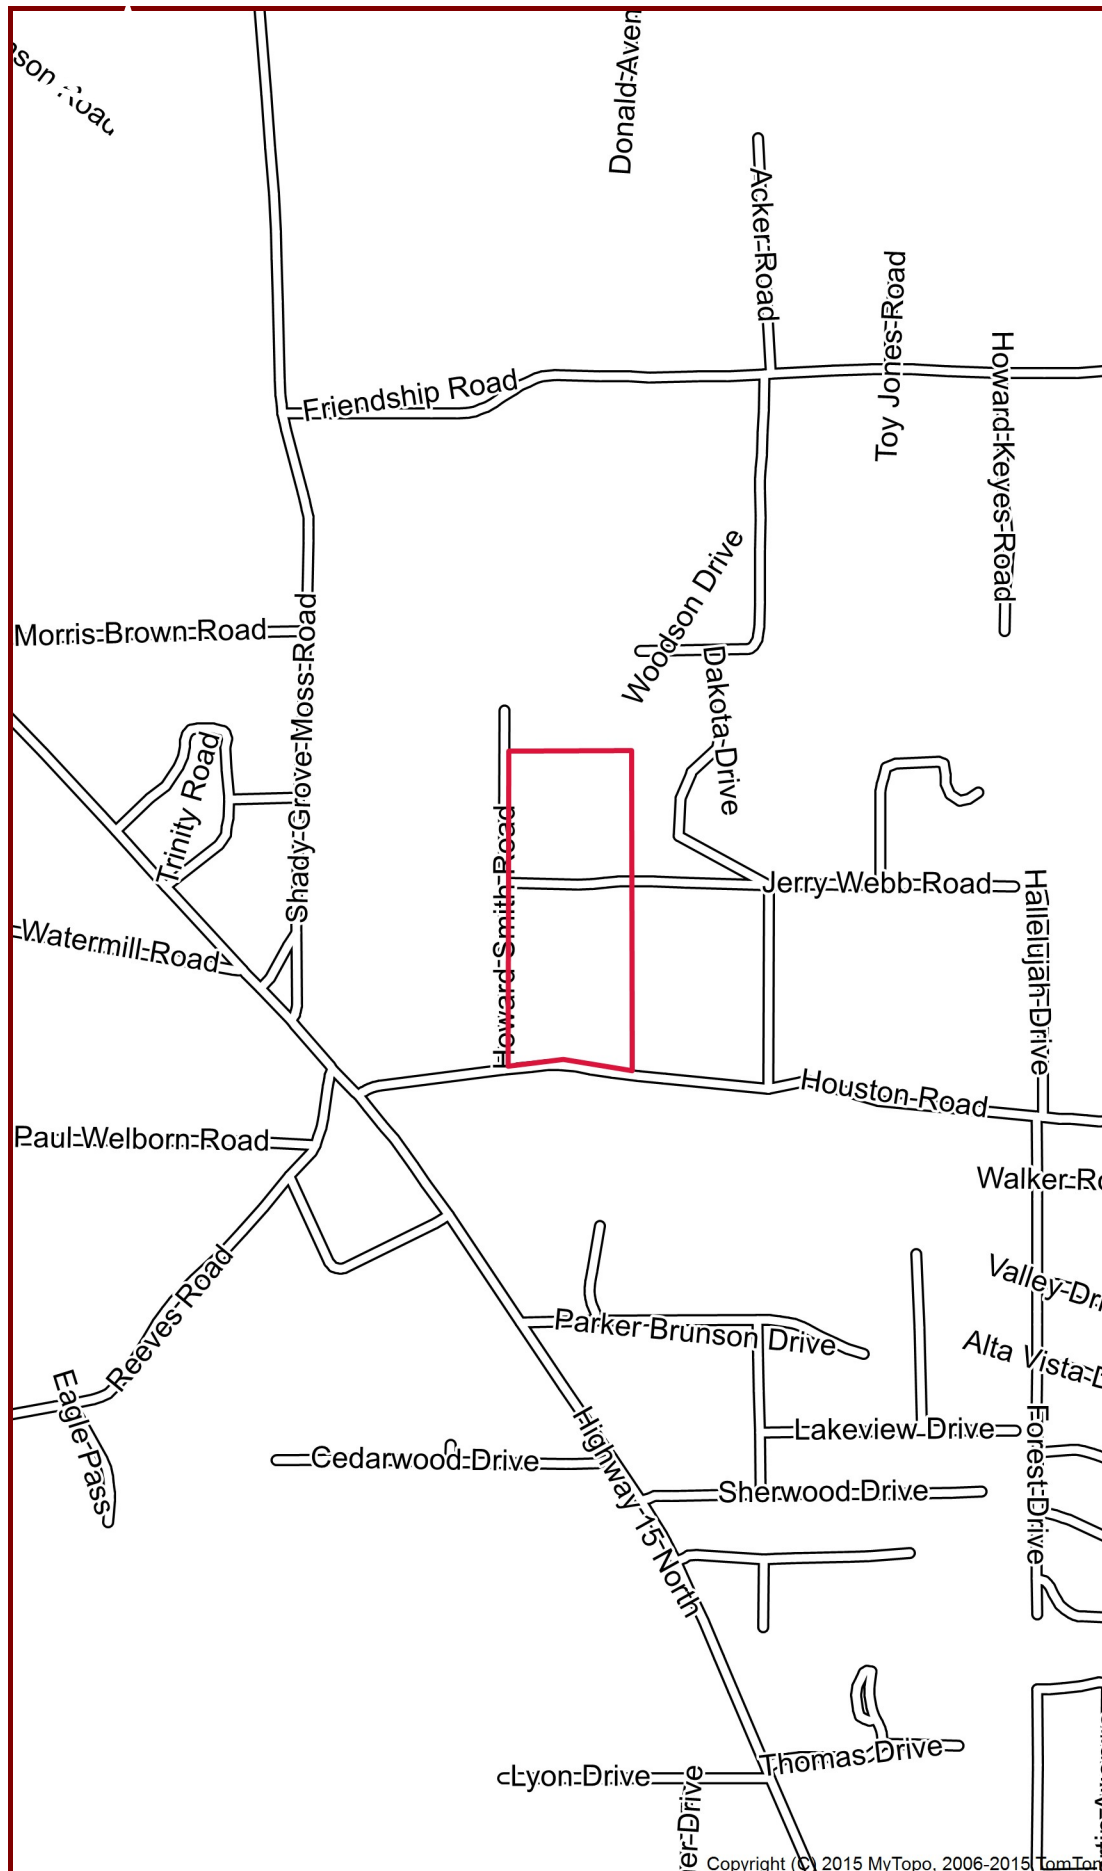 Donald Aven
Acker Road
Toy Jones Road
Howard Keyes Road
Friendship Road
Woodson Drive
Morris Brown Road
Shady Grove Moss Road
Dakota Drive
Trinity Road
Howard Smith Road
Jerry Webb Road
Hallelujah Drive
Watermill Road
Houston Road
Paul Welborn Road
Walker Ro
Reeves Road
Valley Dri
Parker Brunson Drive
Alta Vista D
Eagle Pass
Highway 15 North
Lakeview Drive
Forest Drive
Cedarwood Drive
Sherwood Drive
Thomas Drive
Lyon Drive
er Drive
Copyright (C) 2015 MyTopo, 2006-2015 TomTom